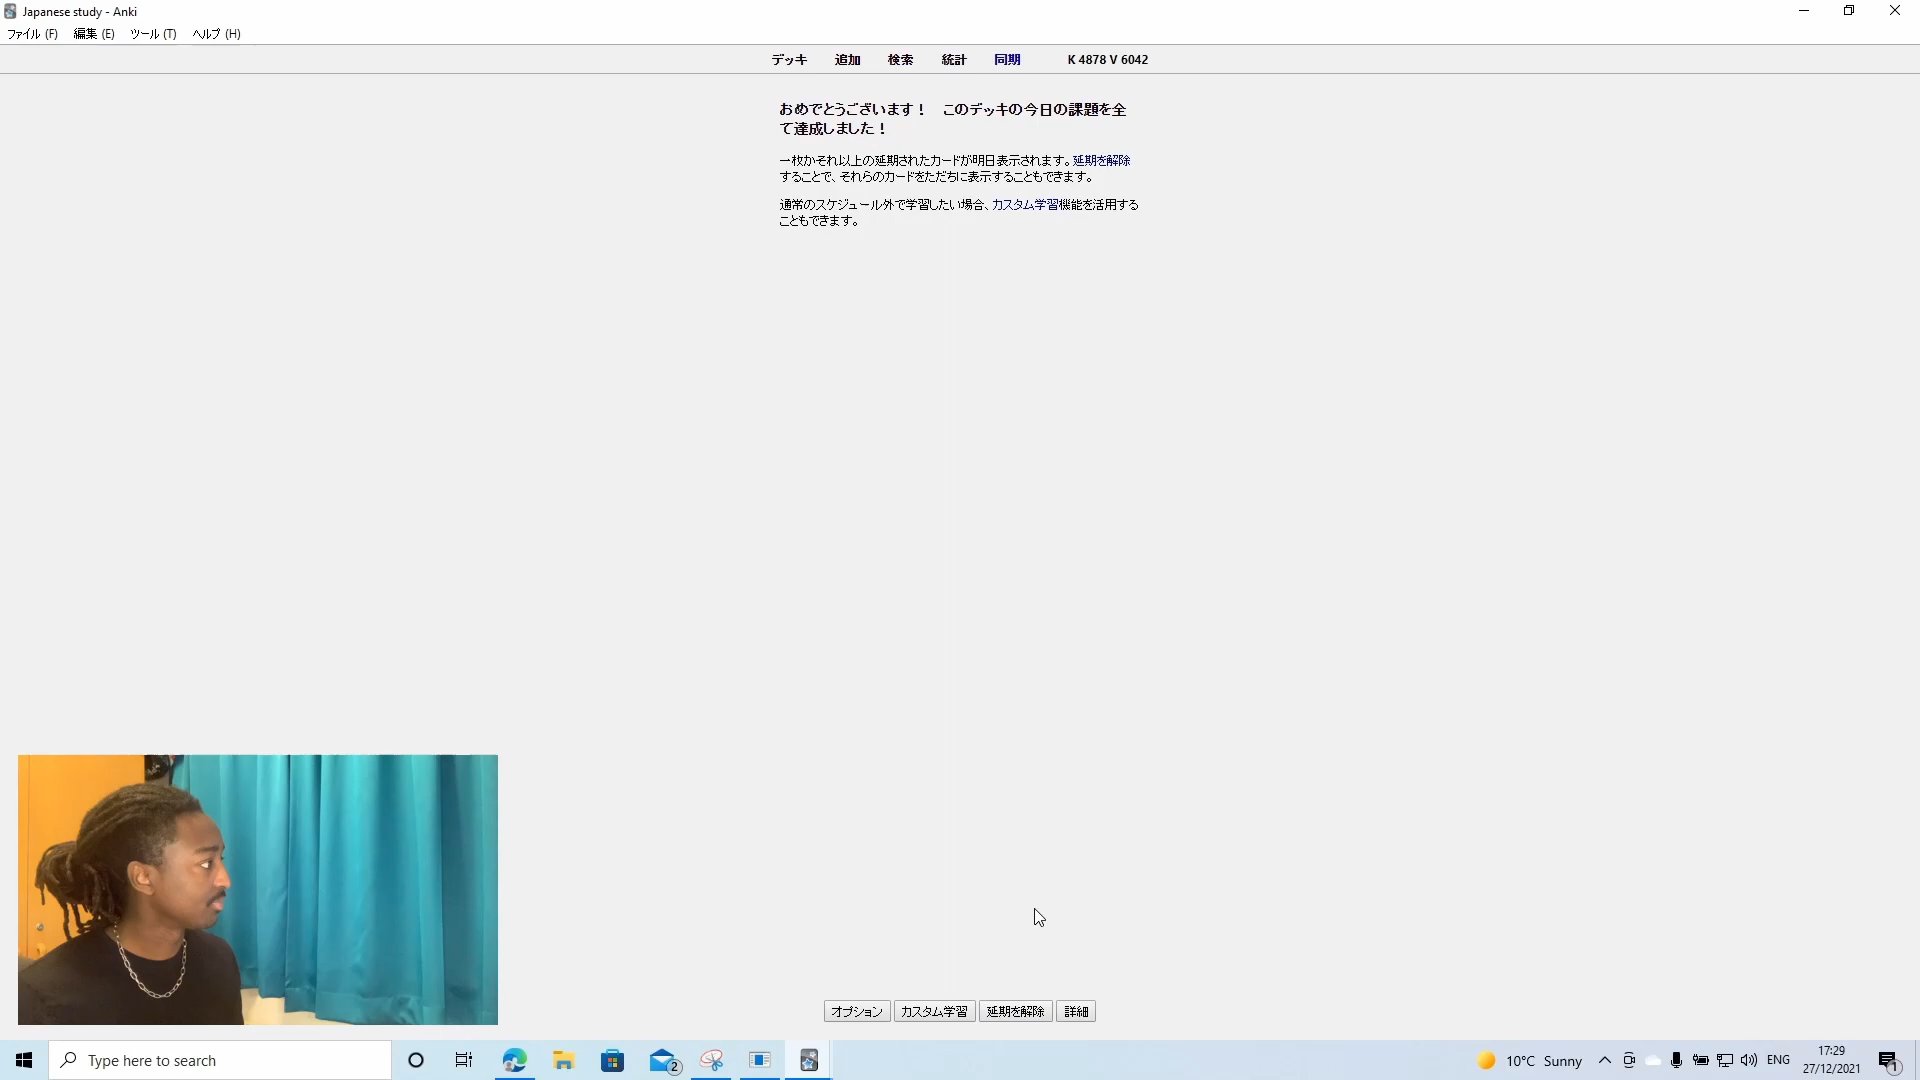 Japanese study - Anki
ファイル (F) 編集 (E) ツール (T) ヘルプ (H)
デッキ 追加 検索 統計 同期 K 4878 V 6042
おめでとうございます！　このデッキの今日の課題を全
て達成しました！
一枚かそれ以上の延期されたカードが明日表示されます。延期を解除
することで、それらのカードをただちに表示することもできます。
通常のスケジュール外で学習したい場合、カスタム学習機能を活用する
こともできます。
オプション カスタム学習 延期を解除 詳細
Type here to search
2
10°C Sunny
ENG
17:29
27/12/2021
1